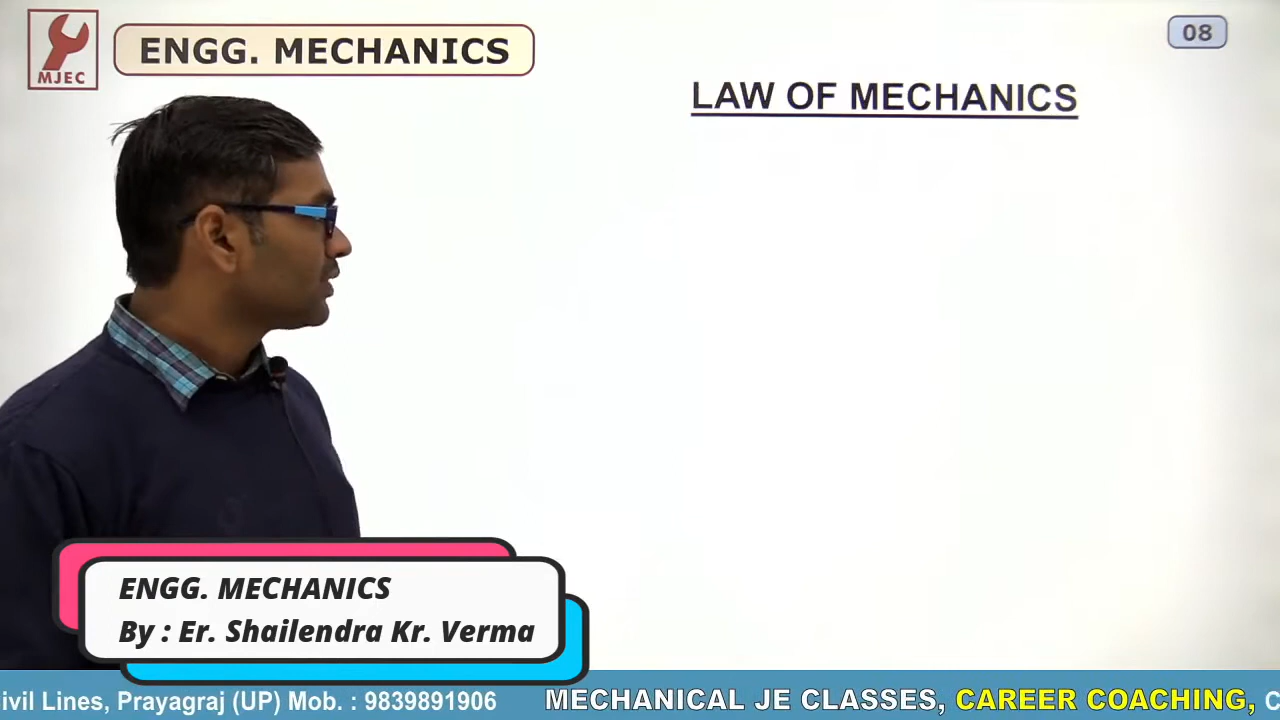 MJEC
ENGG. MECHANICS
08
LAW OF MECHANICS
ENGG. MECHANICS
By : Er. Shailendra Kr. Verma
ivil Lines, Prayagraj (UP) Mob. : 9839891906 MECHANICAL JE CLASSES, CAREER COACHING, C